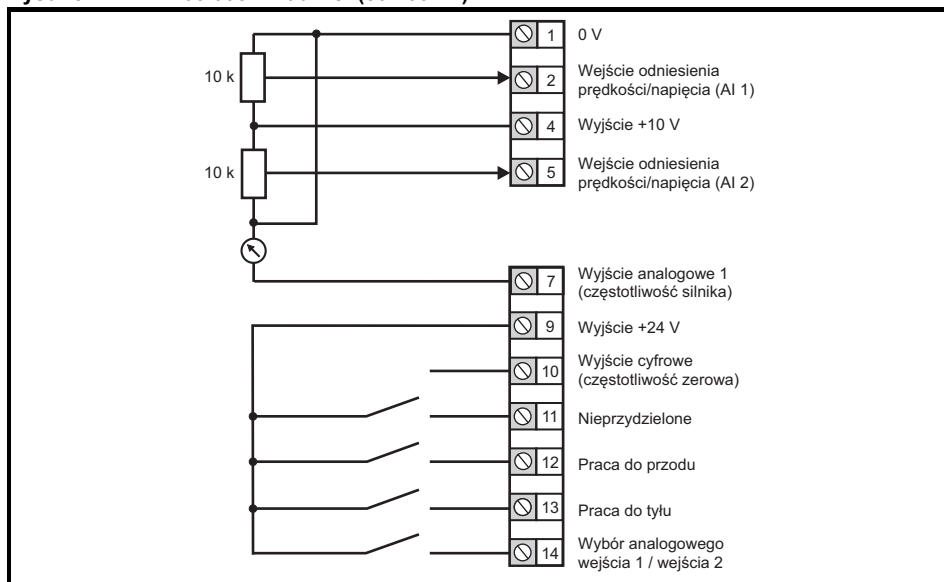 1 0 V
10 k
2 Wejście odniesienia
prędkości/napięcia (AI 1)
4 Wyjście +10 V
10 k
5 Wejście odniesienia
prędkości/napięcia (AI 2)
7 Wyjście analogowe 1
(częstotliwość silnika)
9 Wyjście +24 V
10 Wyjście cyfrowe
(częstotliwość zerowa)
11 Nieprzydzielone
12 Praca do przodu
13 Praca do tyłu
14 Wybór analogowego
wejścia 1 / wejścia 2